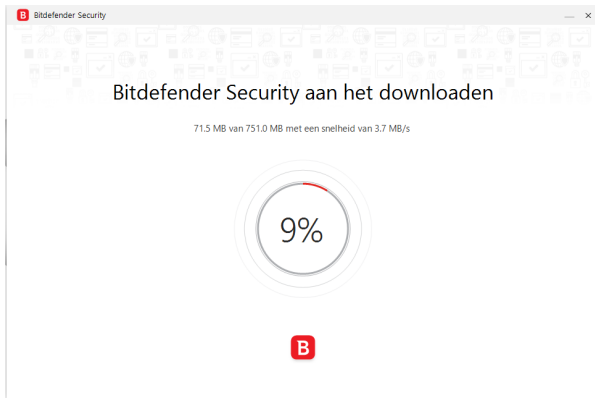 Bitdefender Security
Bitdefender Security aan het downloaden
71.5 MB van 751.0 MB met een snelheid van 3.7 MB/s
9%
B